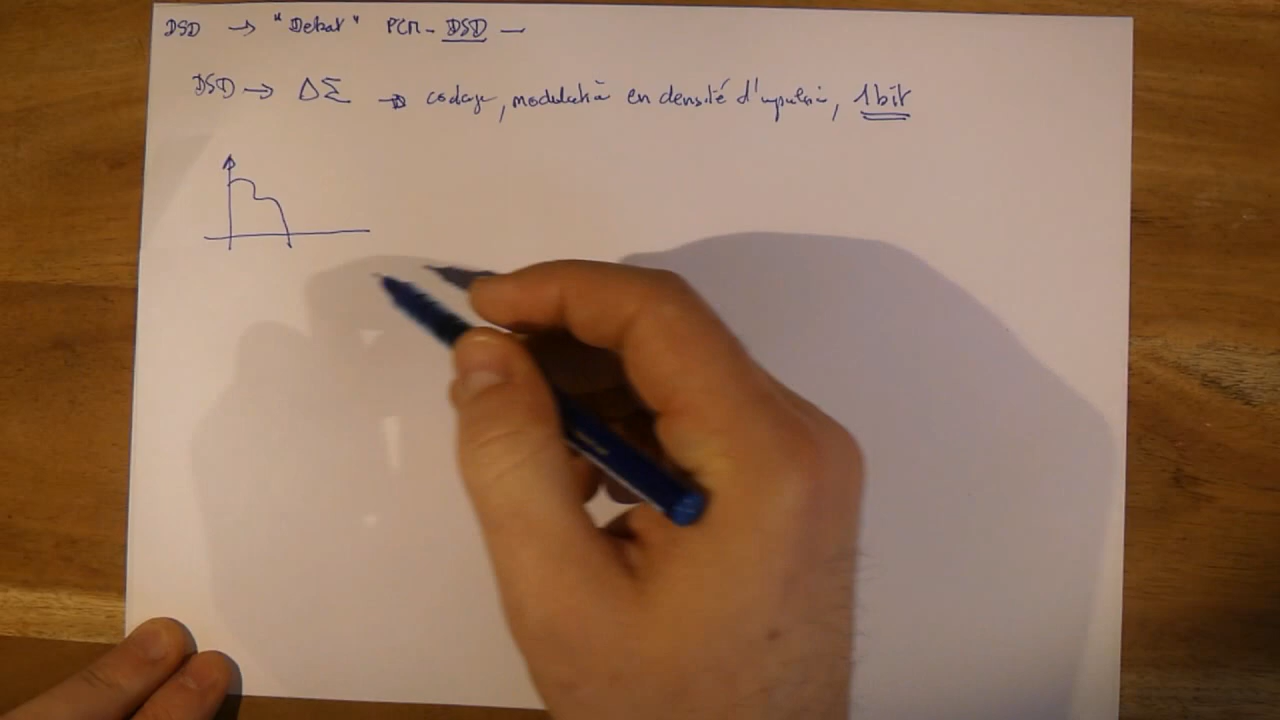 DSD → "Debat" PCM - DSD —
DSD → ΔΣ → codage, modulation en densité d'impulsion, 1 bit